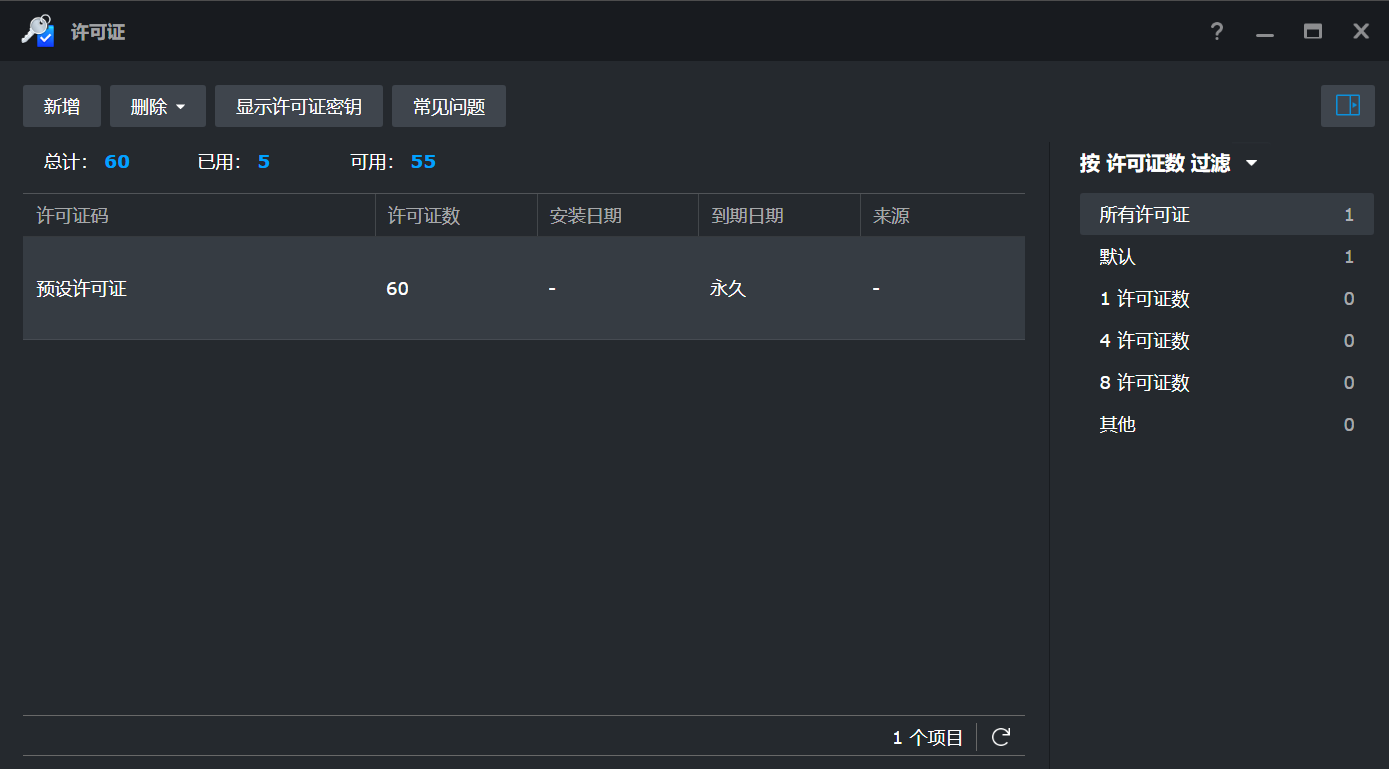 许可证
新增 删除 显示许可证密钥 常见问题
总计： 60 已用： 5 可用： 55
许可证码 许可证数 安装日期 到期日期 来源
预设许可证 60 - 永久 -
1 个项目
按 许可证数 过滤
所有许可证 1
默认 1
1 许可证数 0
4 许可证数 0
8 许可证数 0
其他 0